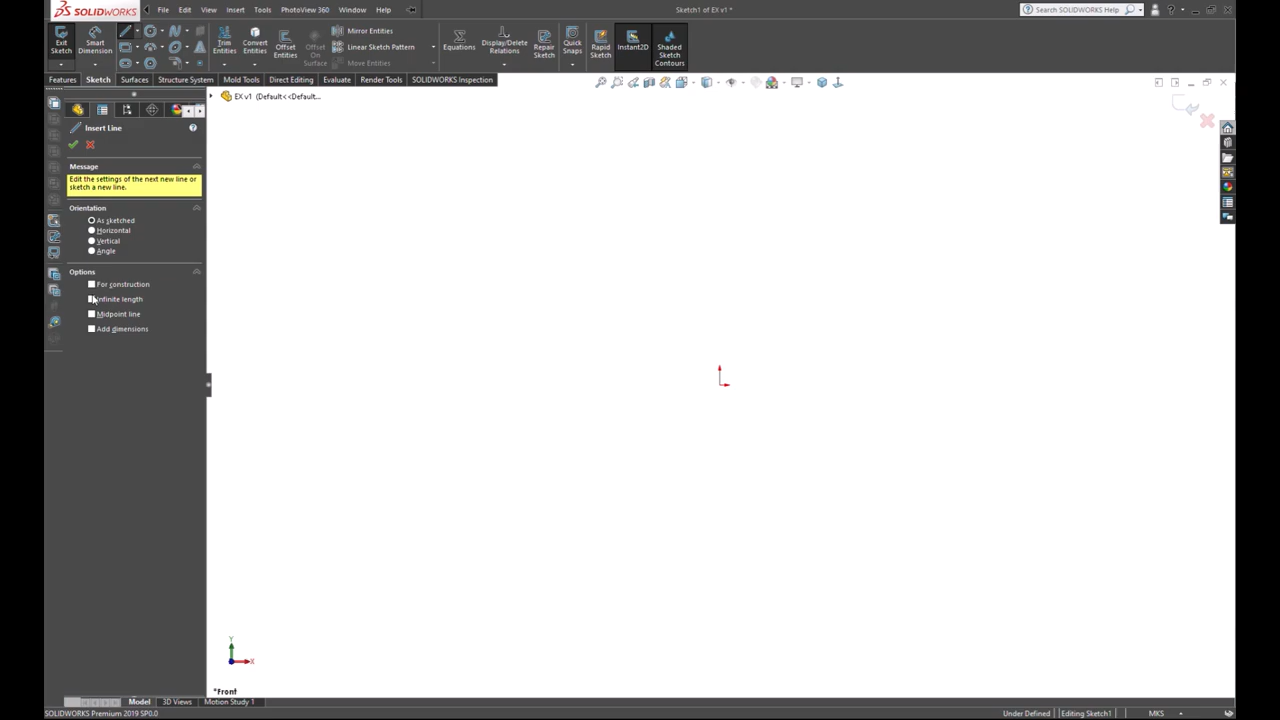 SOLIDWORKS File Edit View Insert Tools PhotoView 360 Window Help Sketch1 of EX v1 * Search SOLIDWORKS Help ?
Exit Sketch
Smart Dimension
Trim Entities
Convert Entities
Offset Entities
Offset On Surface
Mirror Entities
Linear Sketch Pattern
Move Entities
Equations
Display/Delete Relations
Repair Sketch
Quick Snaps
Rapid Sketch
Instant2D
Shaded Sketch Contours
Features Sketch Surfaces Structure System Mold Tools Direct Editing Evaluate Render Tools SOLIDWORKS Inspection
EX v1 (Default<<Default...
Insert Line ?
Message
Edit the settings of the next new line or
sketch a new line.
Orientation
As sketched
Horizontal
Vertical
Angle
Options
For construction
Infinite length
Midpoint line
Add dimensions
Y
X
*Front
Model 3D Views Motion Study 1
SOLIDWORKS Premium 2019 SP0.0 Under Defined Editing Sketch1 MKS